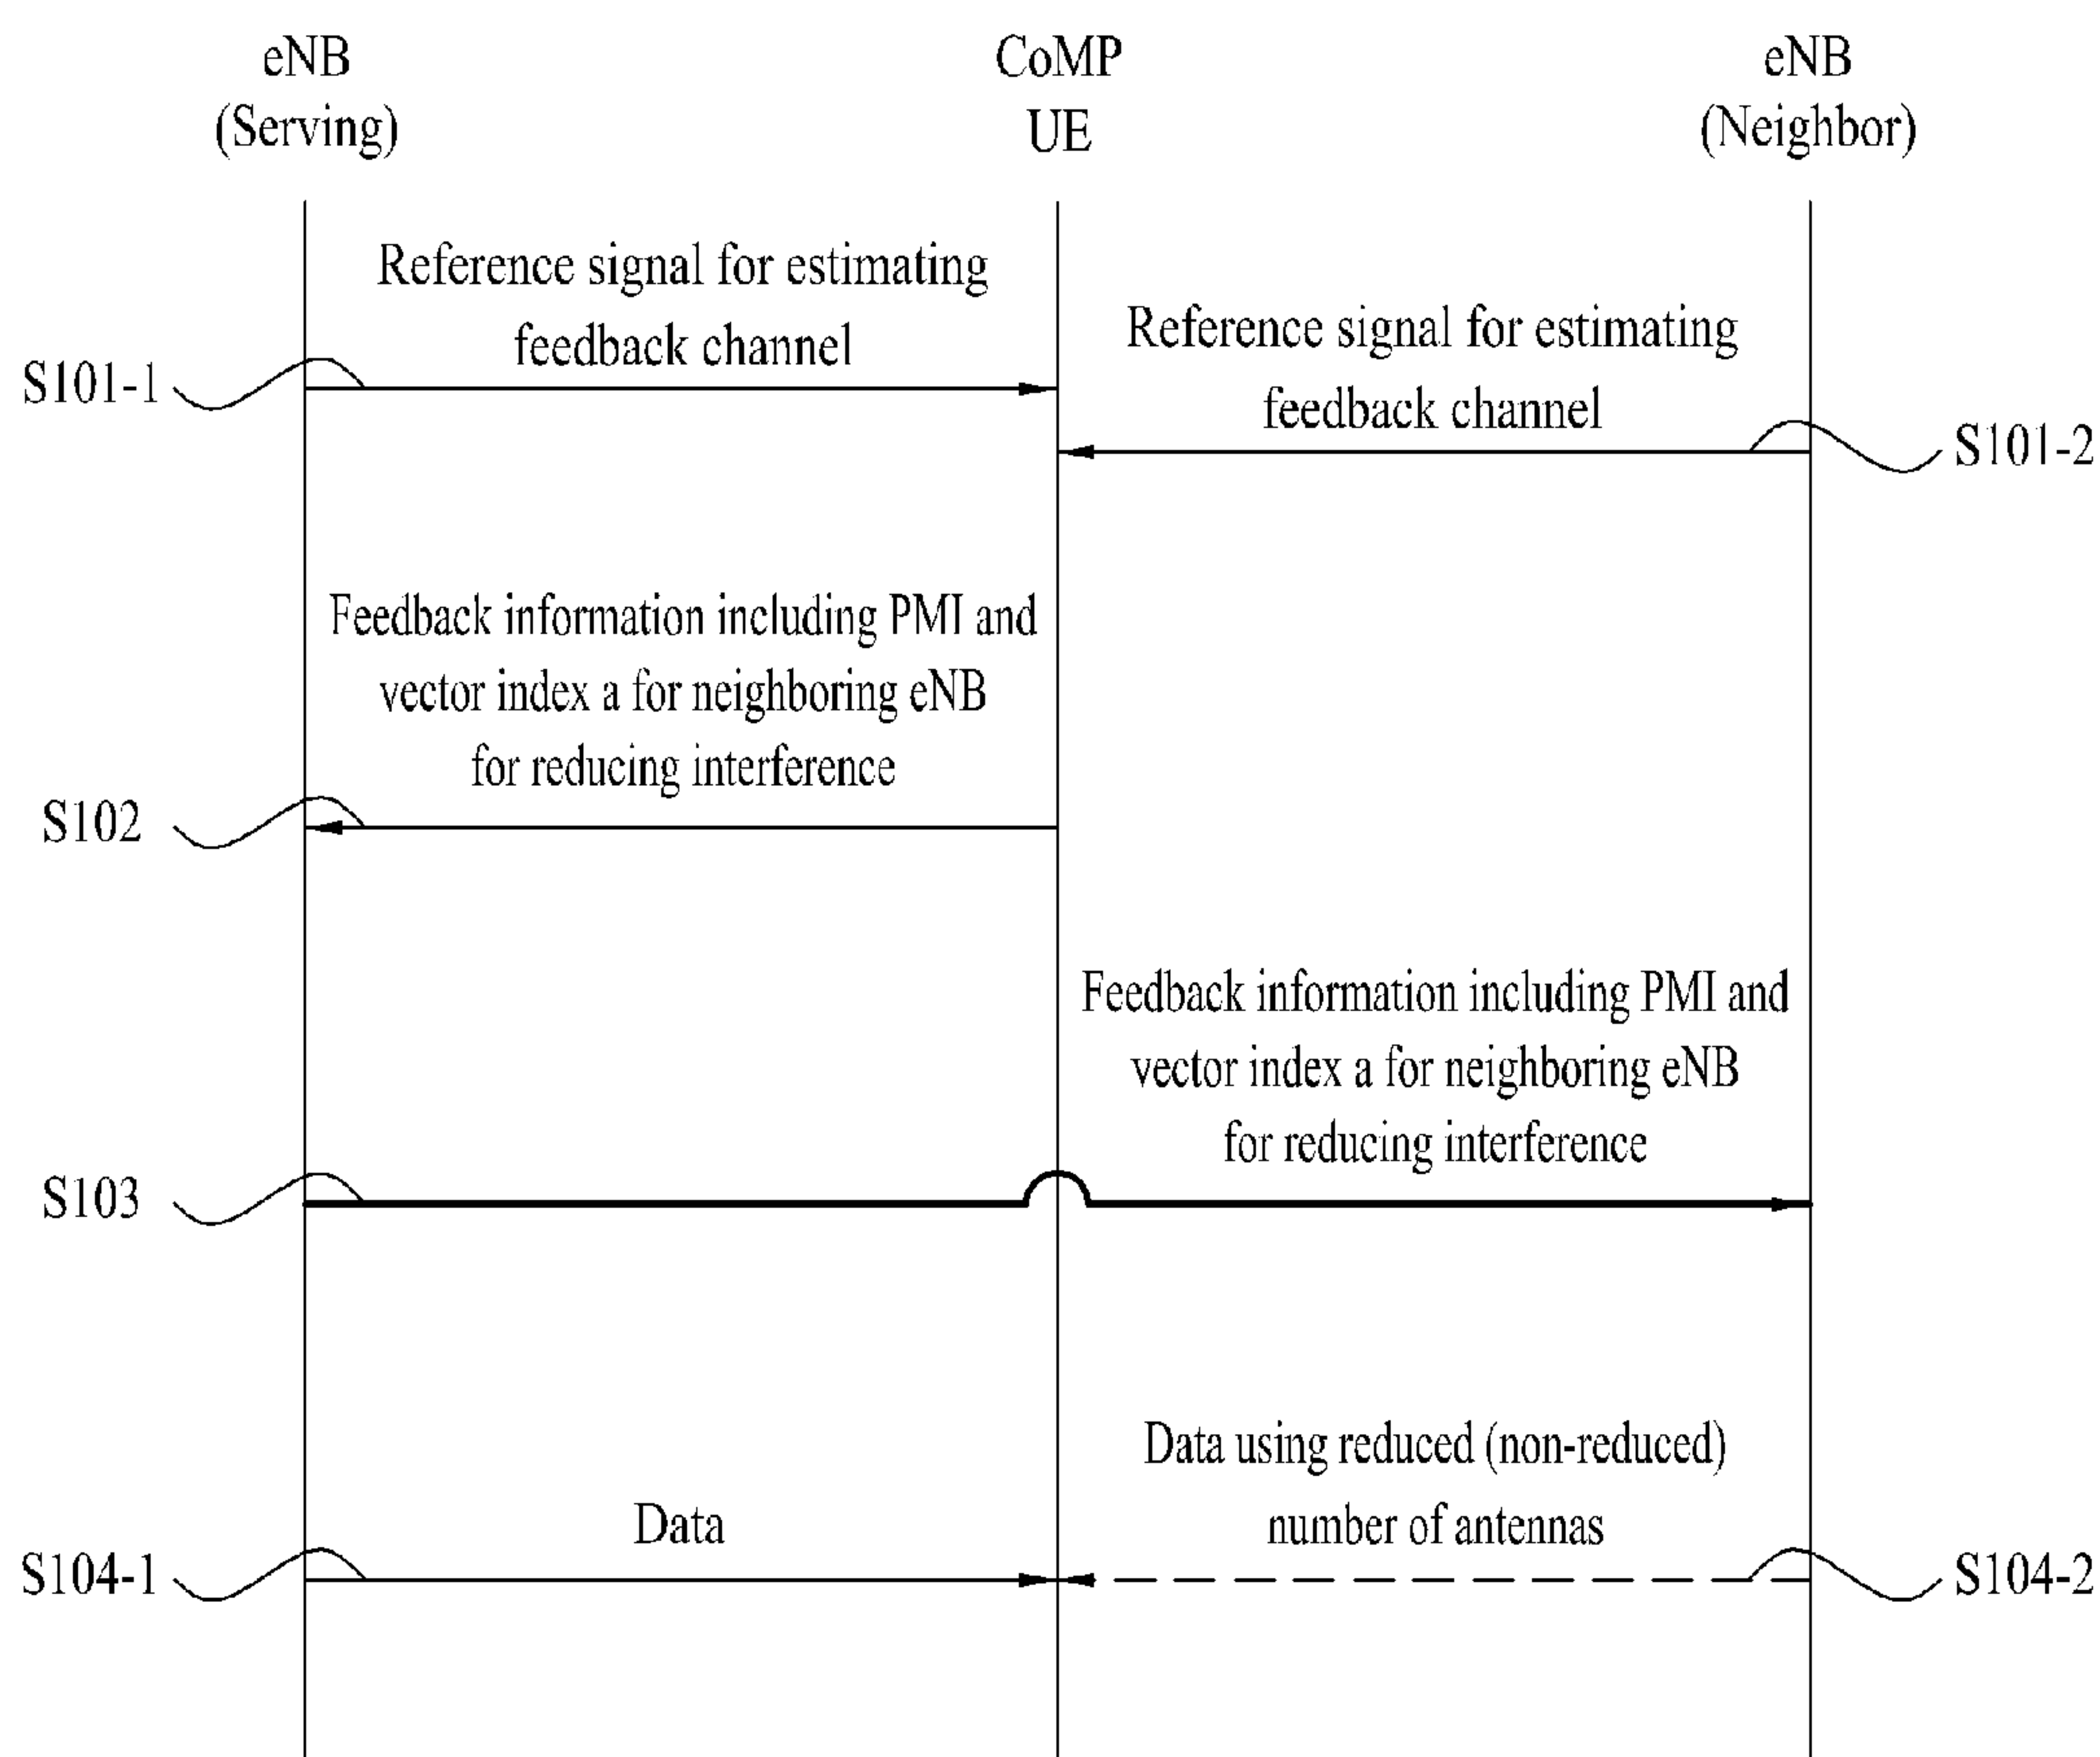 eNB
(Serving)
CoMP
UE
eNB
(Neighbor)
Reference signal for estimating
feedback channel
S101-1
Reference signal for estimating
feedback channel
S101-2
Feedback information including PMI and
vector index a for neighboring eNB
for reducing interference
S102
Feedback information including PMI and
vector index a for neighboring eNB
for reducing interference
S103
Data using reduced (non-reduced)
number of antennas
Data
S104-1
S104-2